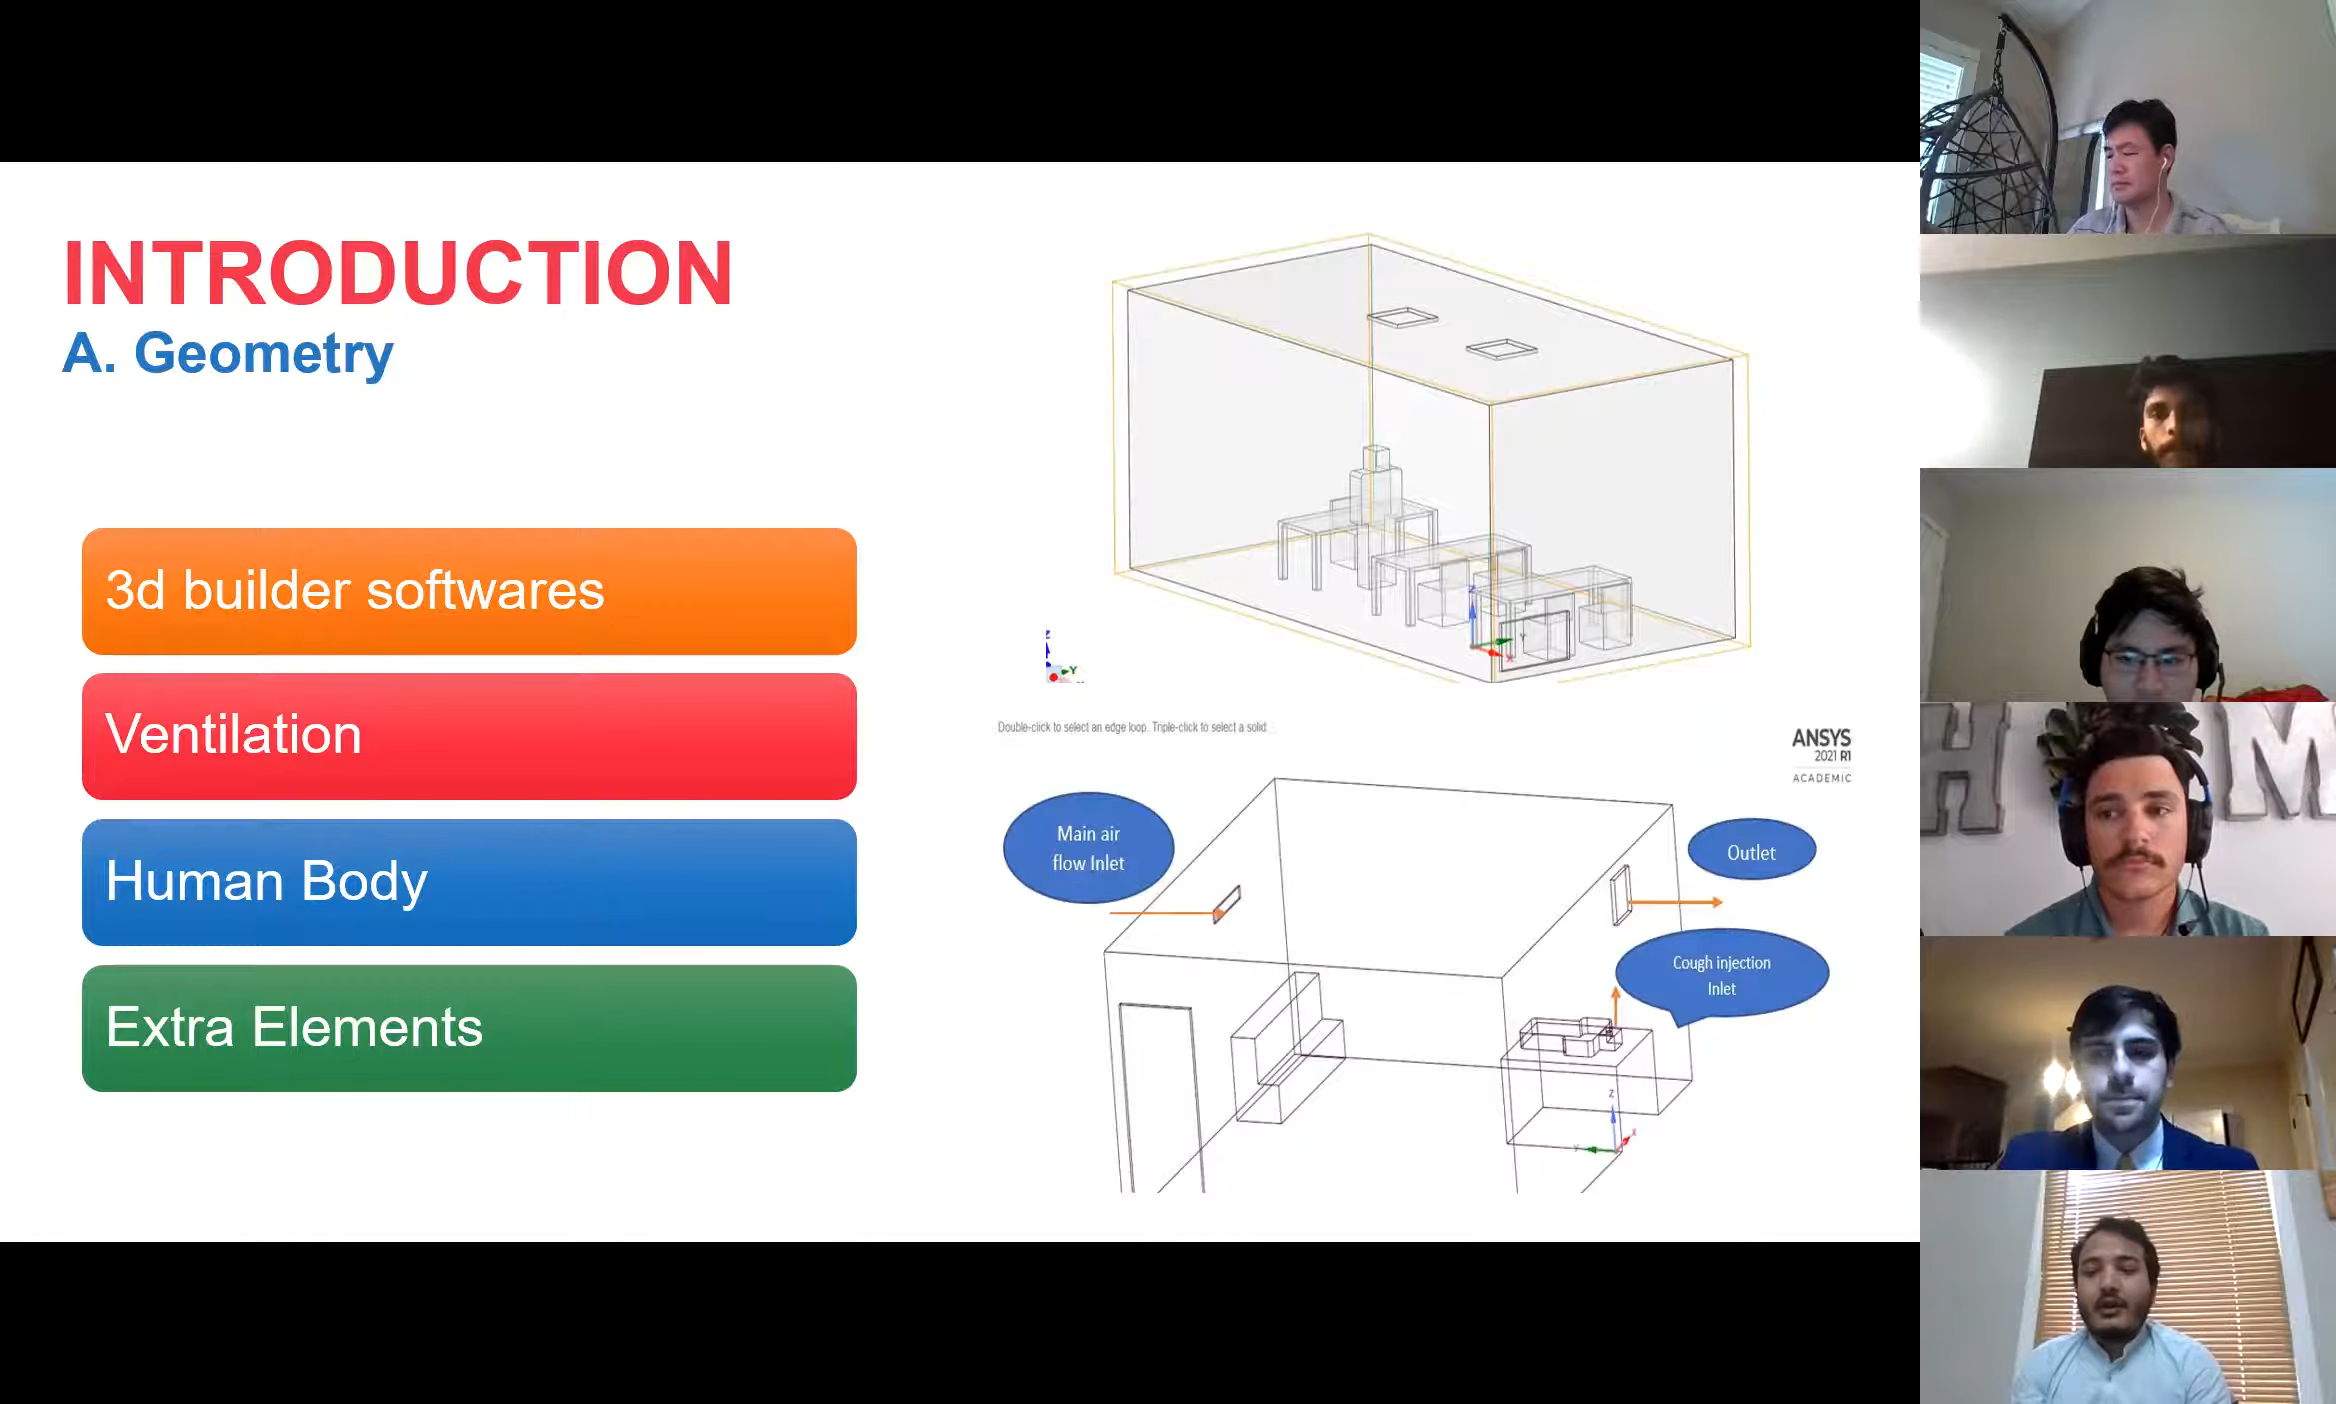 INTRODUCTION
A. Geometry
3d builder softwares
Ventilation
Human Body
Extra Elements
Z
Y
X
Z
Y
Double-click to select an edge loop. Triple-click to select a solid.
ANSYS
2021 R1
ACADEMIC
Main air
flow Inlet
Outlet
Cough injection
Inlet
Z
X
Y
H M